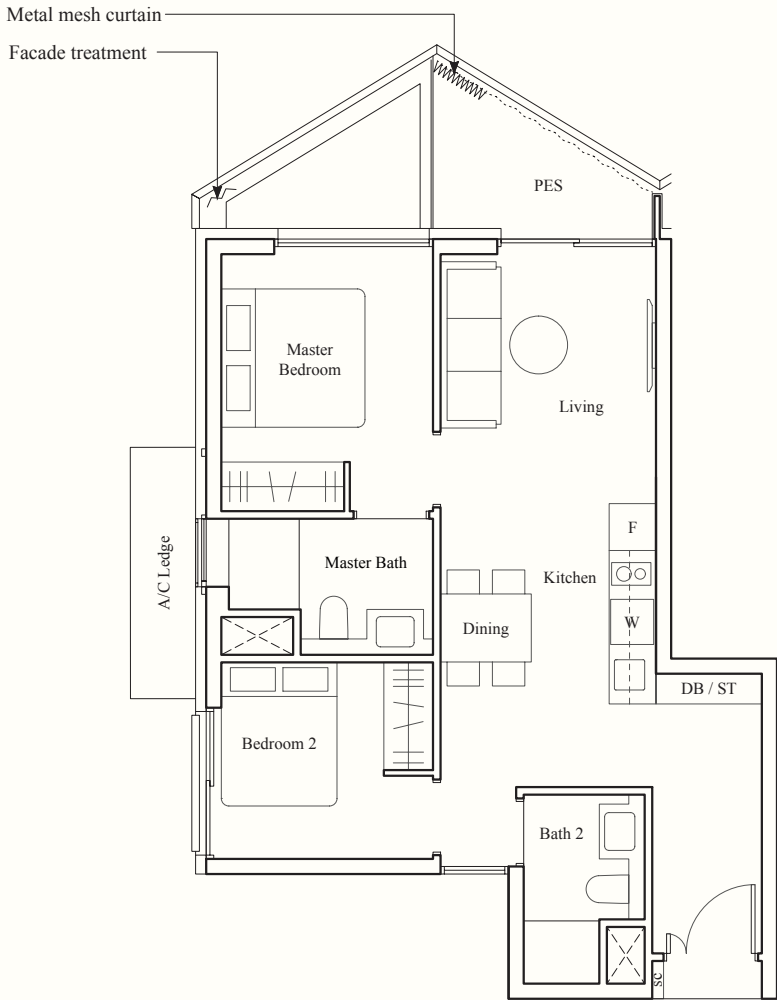 Metal mesh curtain
Facade treatment
PES
Master
Bedroom
Living
F
A/C Ledge
Master Bath
Kitchen
W
Dining
DB / ST
Bedroom 2
Bath 2
SC